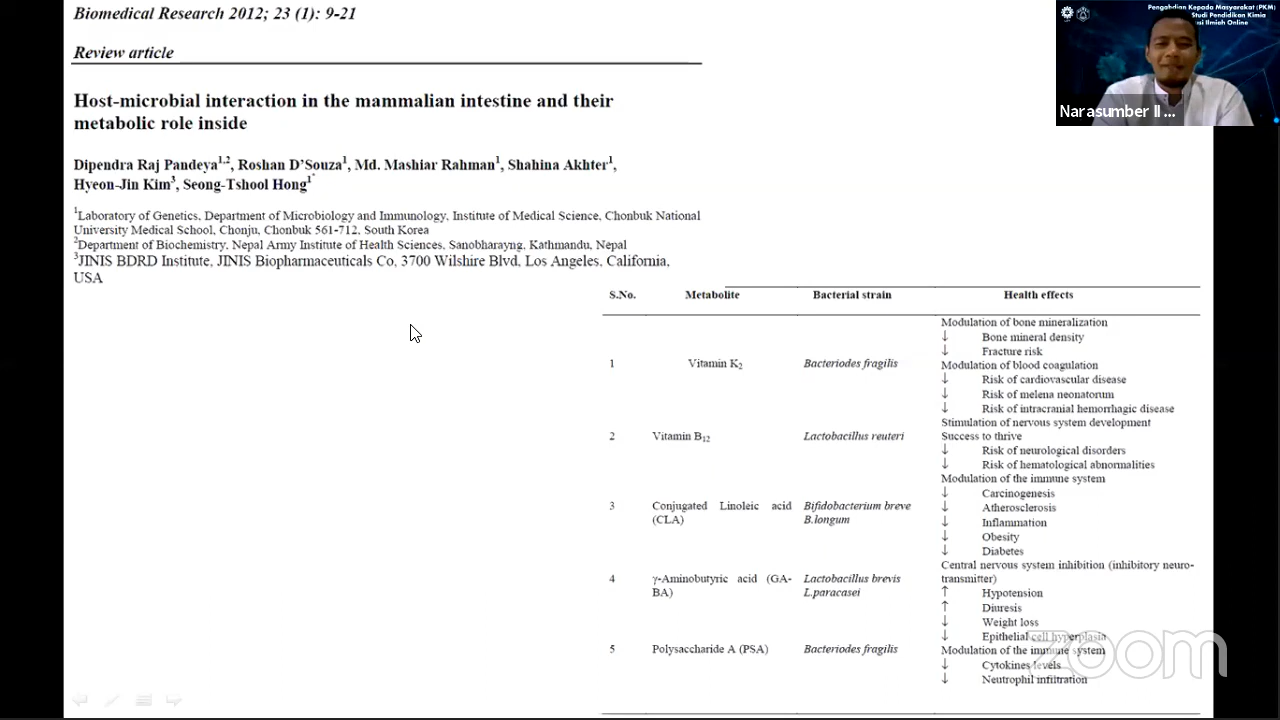 Biomedical Research 2012; 23 (1): 9-21
Review article
Host-microbial interaction in the mammalian intestine and their
metabolic role inside
Dipendra Raj Pandeya1,2, Roshan D'Souza1, Md. Mashiar Rahman1, Shahina Akhter1,
Hyeon-Jin Kim3, Seong-Tshool Hong1*
1Laboratory of Genetics, Department of Microbiology and Immunology, Institute of Medical Science, Chonbuk National
University Medical School, Chonju, Chonbuk 561-712, South Korea
2Department of Biochemistry, Nepal Army Institute of Health Sciences, Sanobharayng, Kathmandu, Nepal
3JINIS BDRD Institute, JINIS Biopharmaceuticals Co, 3700 Wilshire Blvd, Los Angeles, California,
USA
Pengabdian Kepada Masyarakat (PKM)
Studi Pendidikan Kimia
si Ilmiah Online
Narasumber II ...
S.No. Metabolite Bacterial strain Health effects
Modulation of bone mineralization
↓ Bone mineral density
↓ Fracture risk
1 Vitamin K2 Bacteriodes fragilis Modulation of blood coagulation
↓ Risk of cardiovascular disease
↓ Risk of melena neonatorum
↓ Risk of intracranial hemorrhagic disease
Stimulation of nervous system development
2 Vitamin B12 Lactobacillus reuteri Success to thrive
↓ Risk of neurological disorders
↓ Risk of hematological abnormalities
Modulation of the immune system
↓ Carcinogenesis
3 Conjugated Linoleic acid Bifidobacterium breve ↓ Atherosclerosis
(CLA) B.longum ↓ Inflammation
↓ Obesity
↓ Diabetes
Central nervous system inhibition (inhibitory neuro-
4 γ-Aminobutyric acid (GA- Lactobacillus brevis transmitter)
BA) L.paracasei ↑ Hypotension
↑ Diuresis
↓ Weight loss
↓ Epithelial cell hyperplasia
5 Polysaccharide A (PSA) Bacteriodes fragilis Modulation of the immune system
↓ Cytokines levels
↓ Neutrophil infiltration
zoom